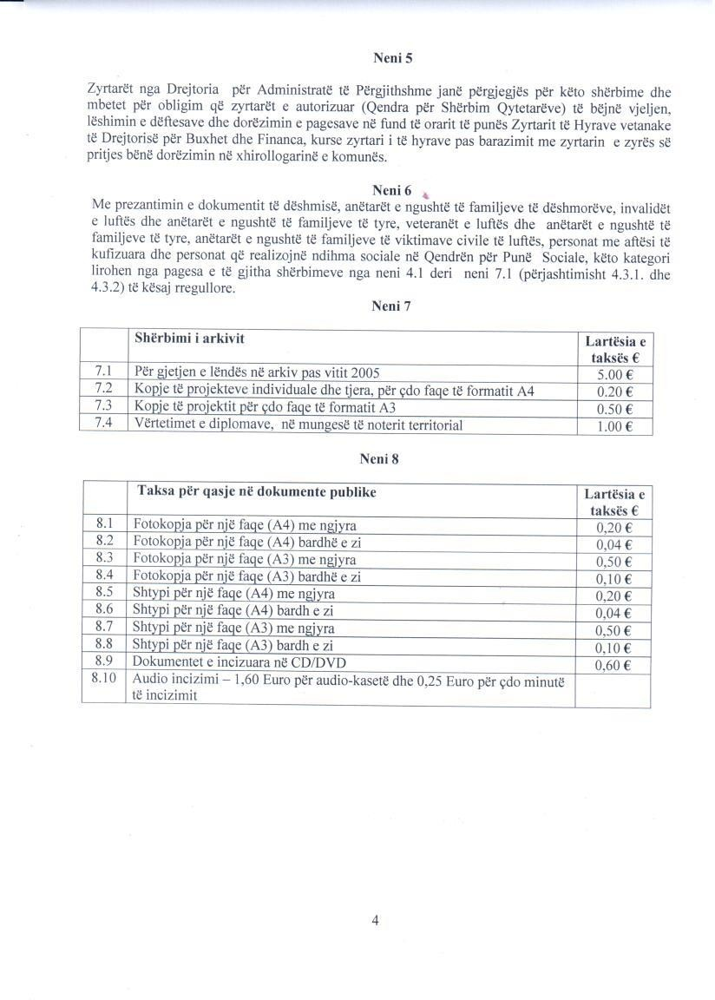 Neni 5
Zyrtarët nga Drejtoria për Administratë të Përgjithshme janë përgjegjës për këto shërbime dhe
mbetet për obligim që zyrtarët e autorizuar (Qendra për Shërbim Qytetarëve) të bëjnë vjeljen,
lëshimin e dëftesave dhe dorëzimin e pagesave në fund të orarit të punës Zyrtarit të Hyrave vetanake
të Drejtorisë për Buxhet dhe Financa, kurse zyrtari i të hyrave pas barazimit me zyrtarin e zyrës së
pritjes bënë dorëzimin në xhirollogarinë e komunës.
Neni 6
Me prezantimin e dokumentit të dëshmisë, anëtarët e ngushtë të familjeve të dëshmorëve, invalidët
e luftës dhe anëtarët e ngushtë të familjeve të tyre, veteranët e luftës dhe anëtarët e ngushtë të
familjeve të tyre, anëtarët e ngushtë të familjeve të viktimave civile të luftës, personat me aftësi të
kufizuara dhe personat që realizojnë ndihma sociale në Qendrën për Punë Sociale, këto kategori
lirohen nga pagesa e të gjitha shërbimeve nga neni 4.1 deri neni 7.1 (përjashtimisht 4.3.1. dhe
4.3.2) të kësaj rregullore.
Neni 7
Shërbimi i arkivit Lartësia e
taksës €
7.1 Për gjetjen e lëndës në arkiv pas vitit 2005 5.00 €
7.2 Kopje të projekteve individuale dhe tjera, për çdo faqe të formatit A4 0.20 €
7.3 Kopje të projektit për çdo faqe të formatit A3 0.50 €
7.4 Vërtetimet e diplomave, në mungesë të noterit territorial 1.00 €
Neni 8
Taksa për qasje në dokumente publike Lartësia e
taksës €
8.1 Fotokopja për një faqe (A4) me ngjyra 0,20 €
8.2 Fotokopja për një faqe (A4) bardhë e zi 0,04 €
8.3 Fotokopja për një faqe (A3) me ngjyra 0,50 €
8.4 Fotokopja për një faqe (A3) bardhë e zi 0,10 €
8.5 Shtypi për një faqe (A4) me ngjyra 0,20 €
8.6 Shtypi për një faqe (A4) bardh e zi 0,04 €
8.7 Shtypi për një faqe (A3) me ngjyra 0,50 €
8.8 Shtypi për një faqe (A3) bardh e zi 0,10 €
8.9 Dokumentet e incizuara në CD/DVD 0,60 €
8.10 Audio incizimi – 1,60 Euro për audio-kasetë dhe 0,25 Euro për çdo minutë
të incizimit
4